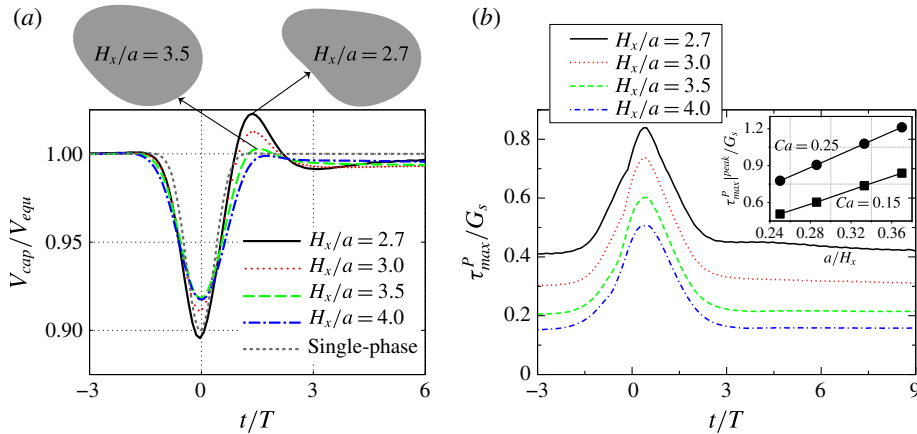 (a)
H_x/a = 3.5
H_x/a = 2.7
1.00
0.95
0.90
V_cap/V_equ
H_x/a = 2.7
H_x/a = 3.0
H_x/a = 3.5
H_x/a = 4.0
Single-phase
−3 0 3 6
t/T
(b)
H_x/a = 2.7
H_x/a = 3.0
H_x/a = 3.5
H_x/a = 4.0
0.8
0.6
0.4
0.2
0
τ^P_max/G_s
−3 0 3 6 9
t/T
1.2
0.9
0.6
τ^P_max|^peak/G_s
Ca = 0.25
Ca = 0.15
0.24 0.28 0.32 0.36
a/H_x